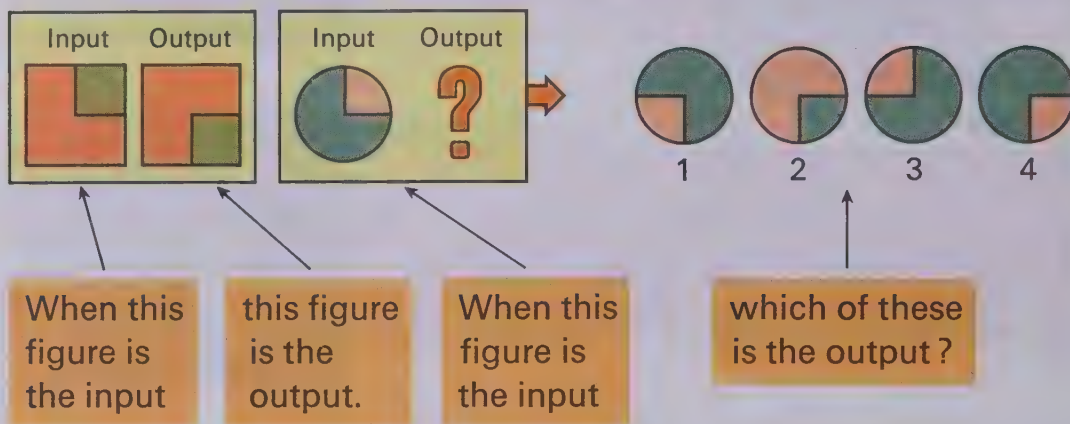 Input Output
Input Output
?
1 2 3 4
When this
figure is
the input
this figure
is the
output.
When this
figure is
the input
which of these
is the output ?